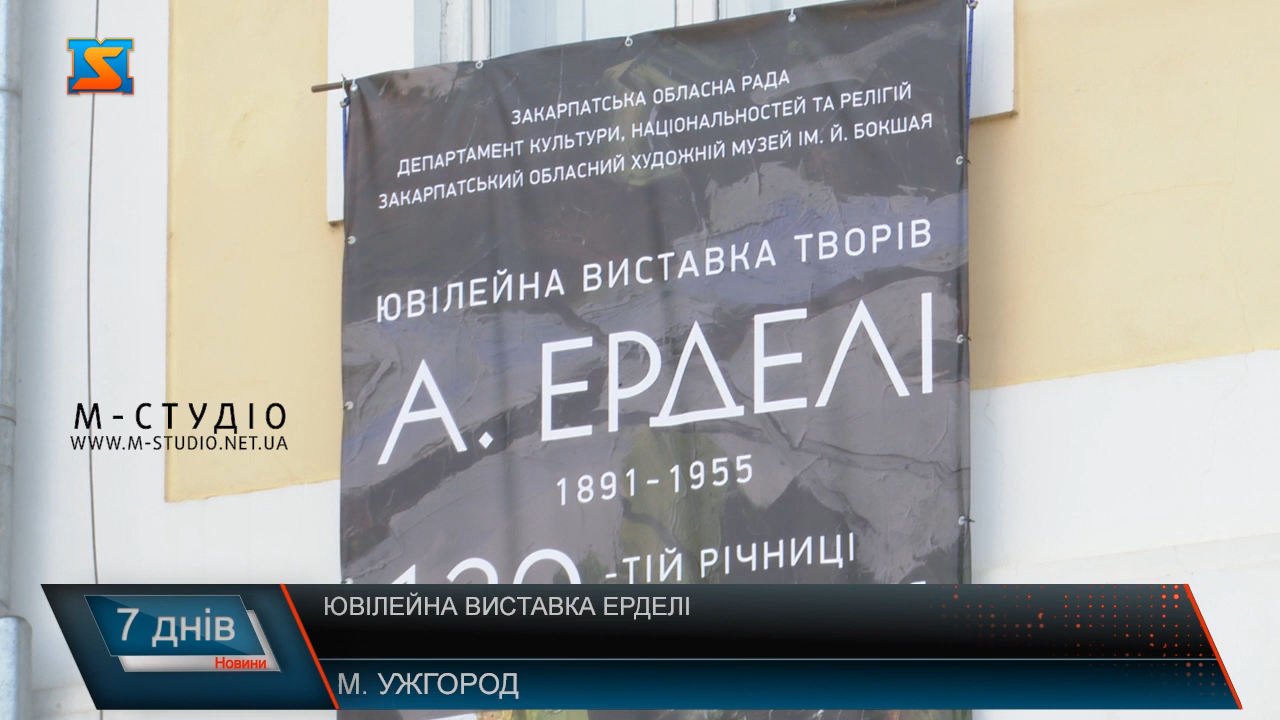 ЗАКАРПАТСЬКА ОБЛАСНА РАДА
ДЕПАРТАМЕНТ КУЛЬТУРИ, НАЦІОНАЛЬНОСТЕЙ ТА РЕЛІГІЙ
ЗАКАРПАТСЬКИЙ ОБЛАСНИЙ ХУДОЖНІЙ МУЗЕЙ ІМ. Й. БОКШАЯ
ЮВІЛЕЙНА ВИСТАВКА ТВОРІВ
А. ЕРДЕЛІ
1891-1955
130-ТІЙ РІЧНИЦІ
М-СТУДІО
WWW.M-STUDIO.NET.UA
7 днів
Новини
ЮВІЛЕЙНА ВИСТАВКА ЕРДЕЛІ
М. УЖГОРОД